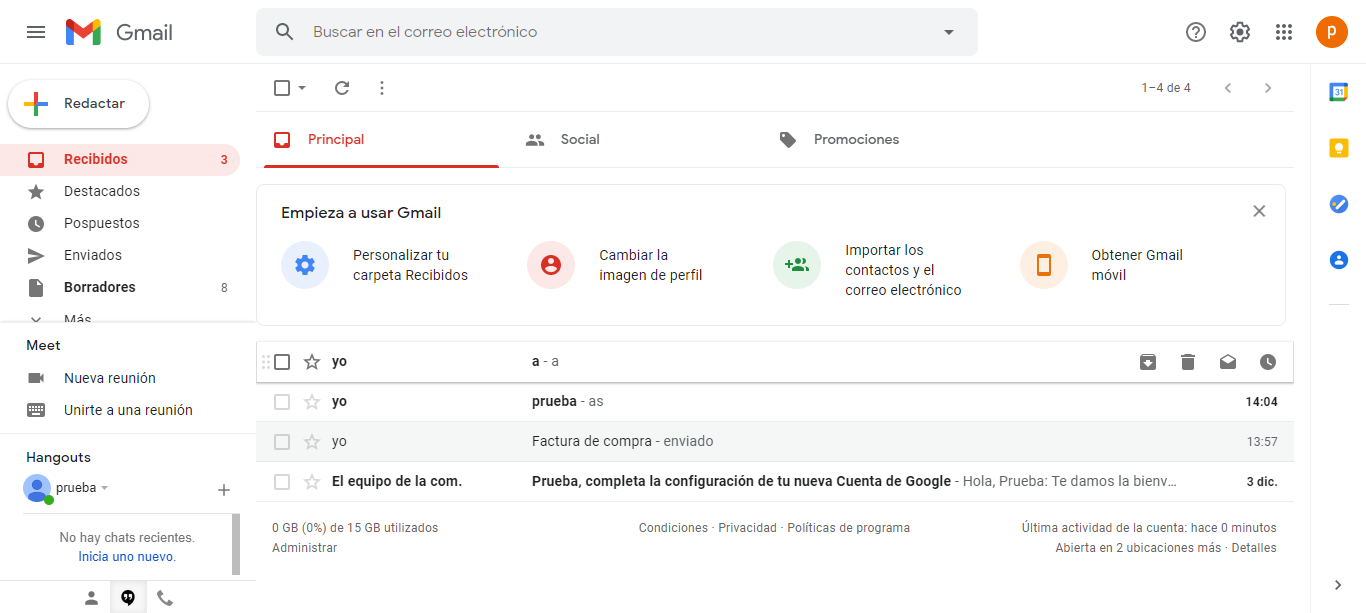 Gmail
Buscar en el correo electrónico
P
Redactar
1–4 de 4
31
Recibidos 3
Destacados
Pospuestos
Enviados
Borradores 8
Más
Principal
Social
Promociones
Empieza a usar Gmail
Personalizar tu
carpeta Recibidos
Cambiar la
imagen de perfil
Importar los
contactos y el
correo electrónico
Obtener Gmail
móvil
Meet
Nueva reunión
Unirte a una reunión
Hangouts
prueba
No hay chats recientes.
Inicia uno nuevo.
yo a - a
yo prueba - as 14:04
yo Factura de compra - enviado 13:57
El equipo de la com. Prueba, completa la configuración de tu nueva Cuenta de Google - Hola, Prueba: Te damos la bienv… 3 dic.
0 GB (0%) de 15 GB utilizados
Administrar
Condiciones · Privacidad · Políticas de programa
Última actividad de la cuenta: hace 0 minutos
Abierta en 2 ubicaciones más · Detalles